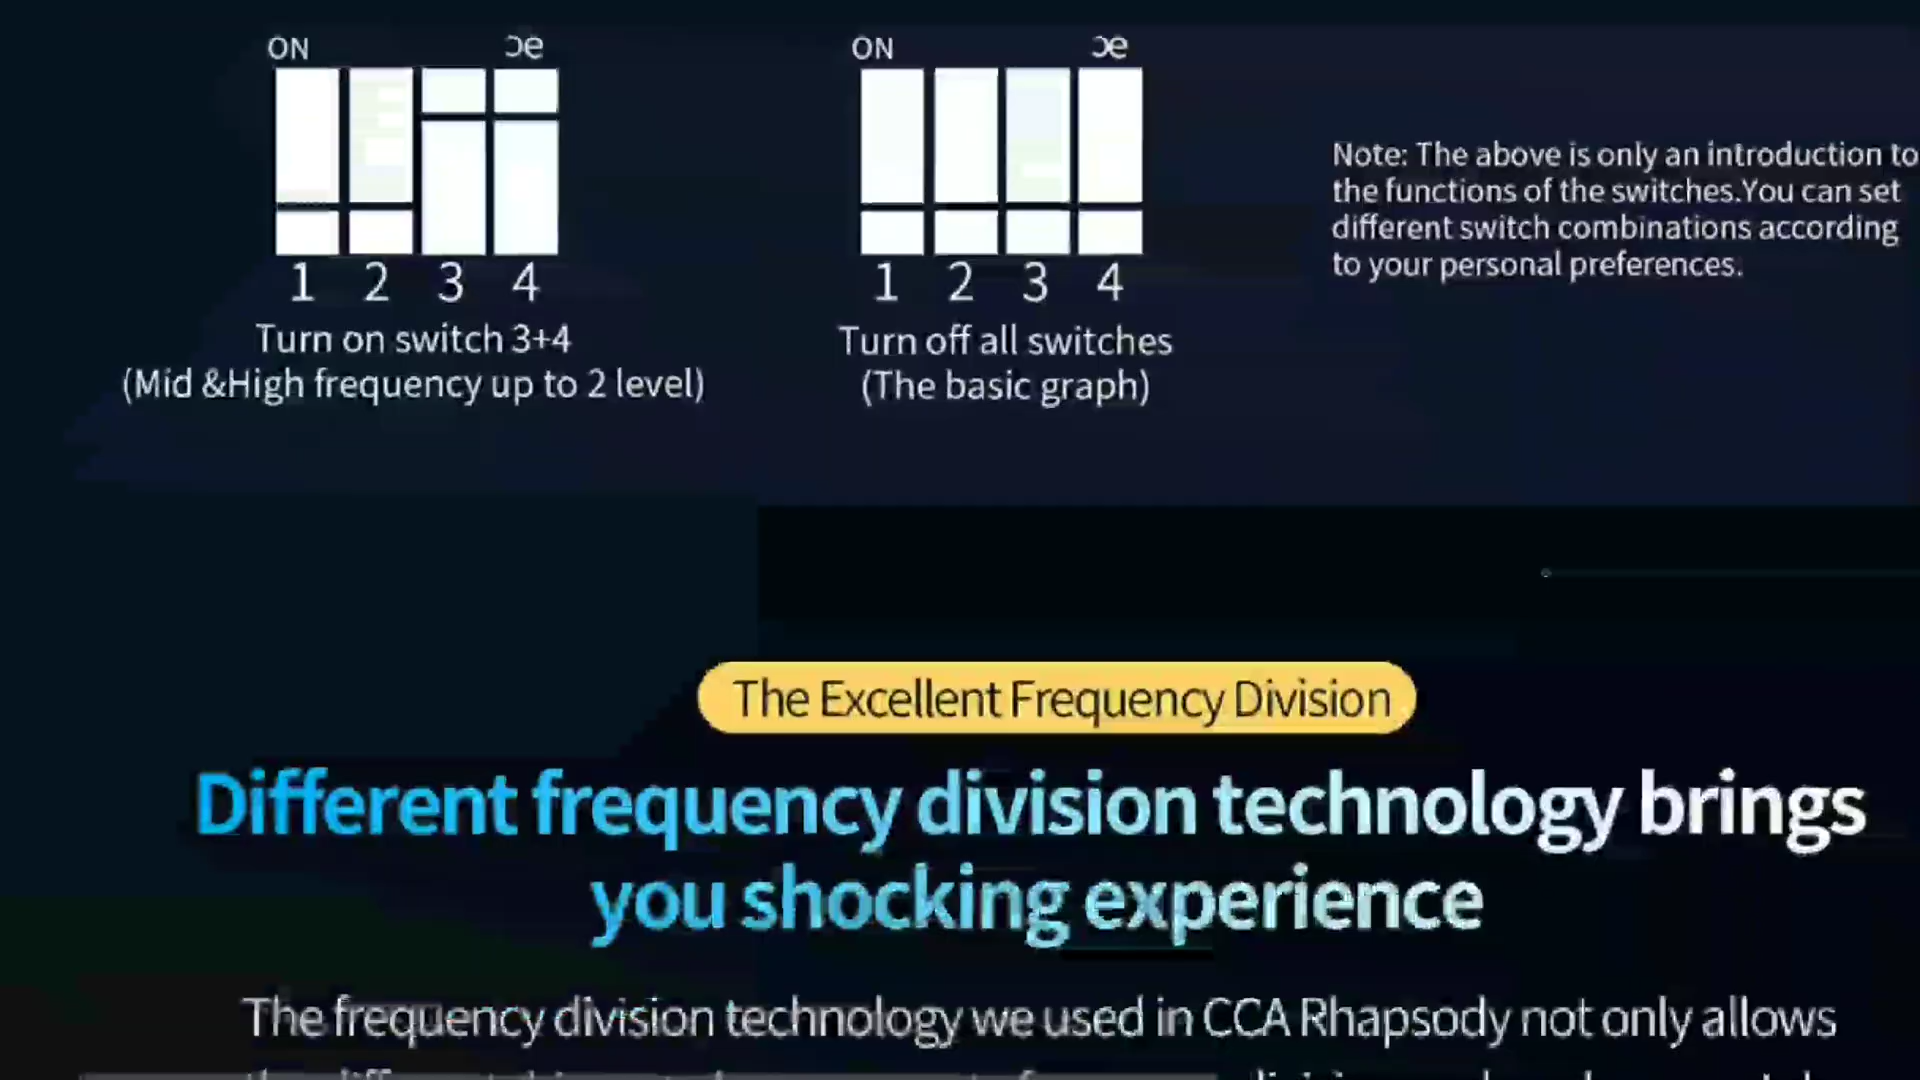 ON ɔe
1 2 3 4
Turn on switch 3+4
(Mid &High frequency up to 2 level)
ON ɔe
1 2 3 4
Turn off all switches
(The basic graph)
Note: The above is only an introduction to
the functions of the switches.You can set
different switch combinations according
to your personal preferences.
The Excellent Frequency Division
Different frequency division technology brings
you shocking experience
The frequency division technology we used in CCA Rhapsody not only allows